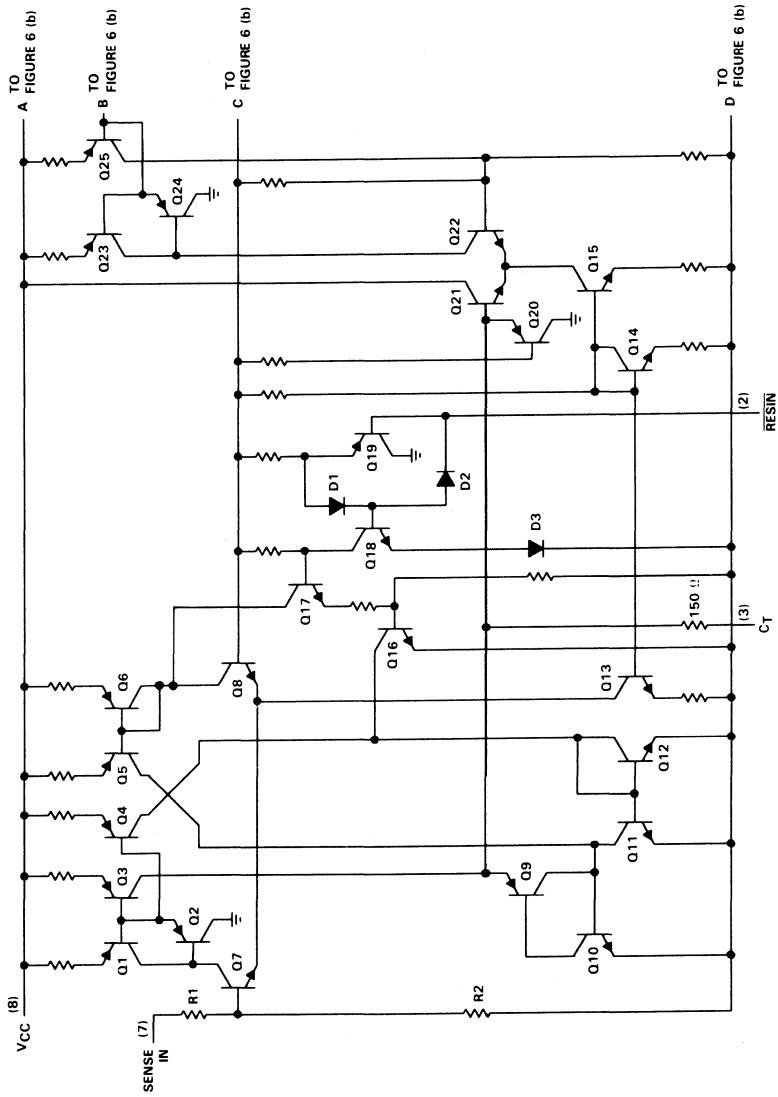 VCC (8)
A TO FIGURE 6 (b)
B TO FIGURE 6 (b)
C TO FIGURE 6 (b)
D TO FIGURE 6 (b)
SENSE IN (7)
R1
R2
Q1
Q2
Q3
Q4
Q5
Q6
Q7
Q8
Q9
Q10
Q11
Q12
Q13
Q14
Q15
Q16
Q17
Q18
Q19
Q20
Q21
Q22
Q23
Q24
Q25
D1
D2
D3
150 Ω
(3)
CT
(2)
RESIN